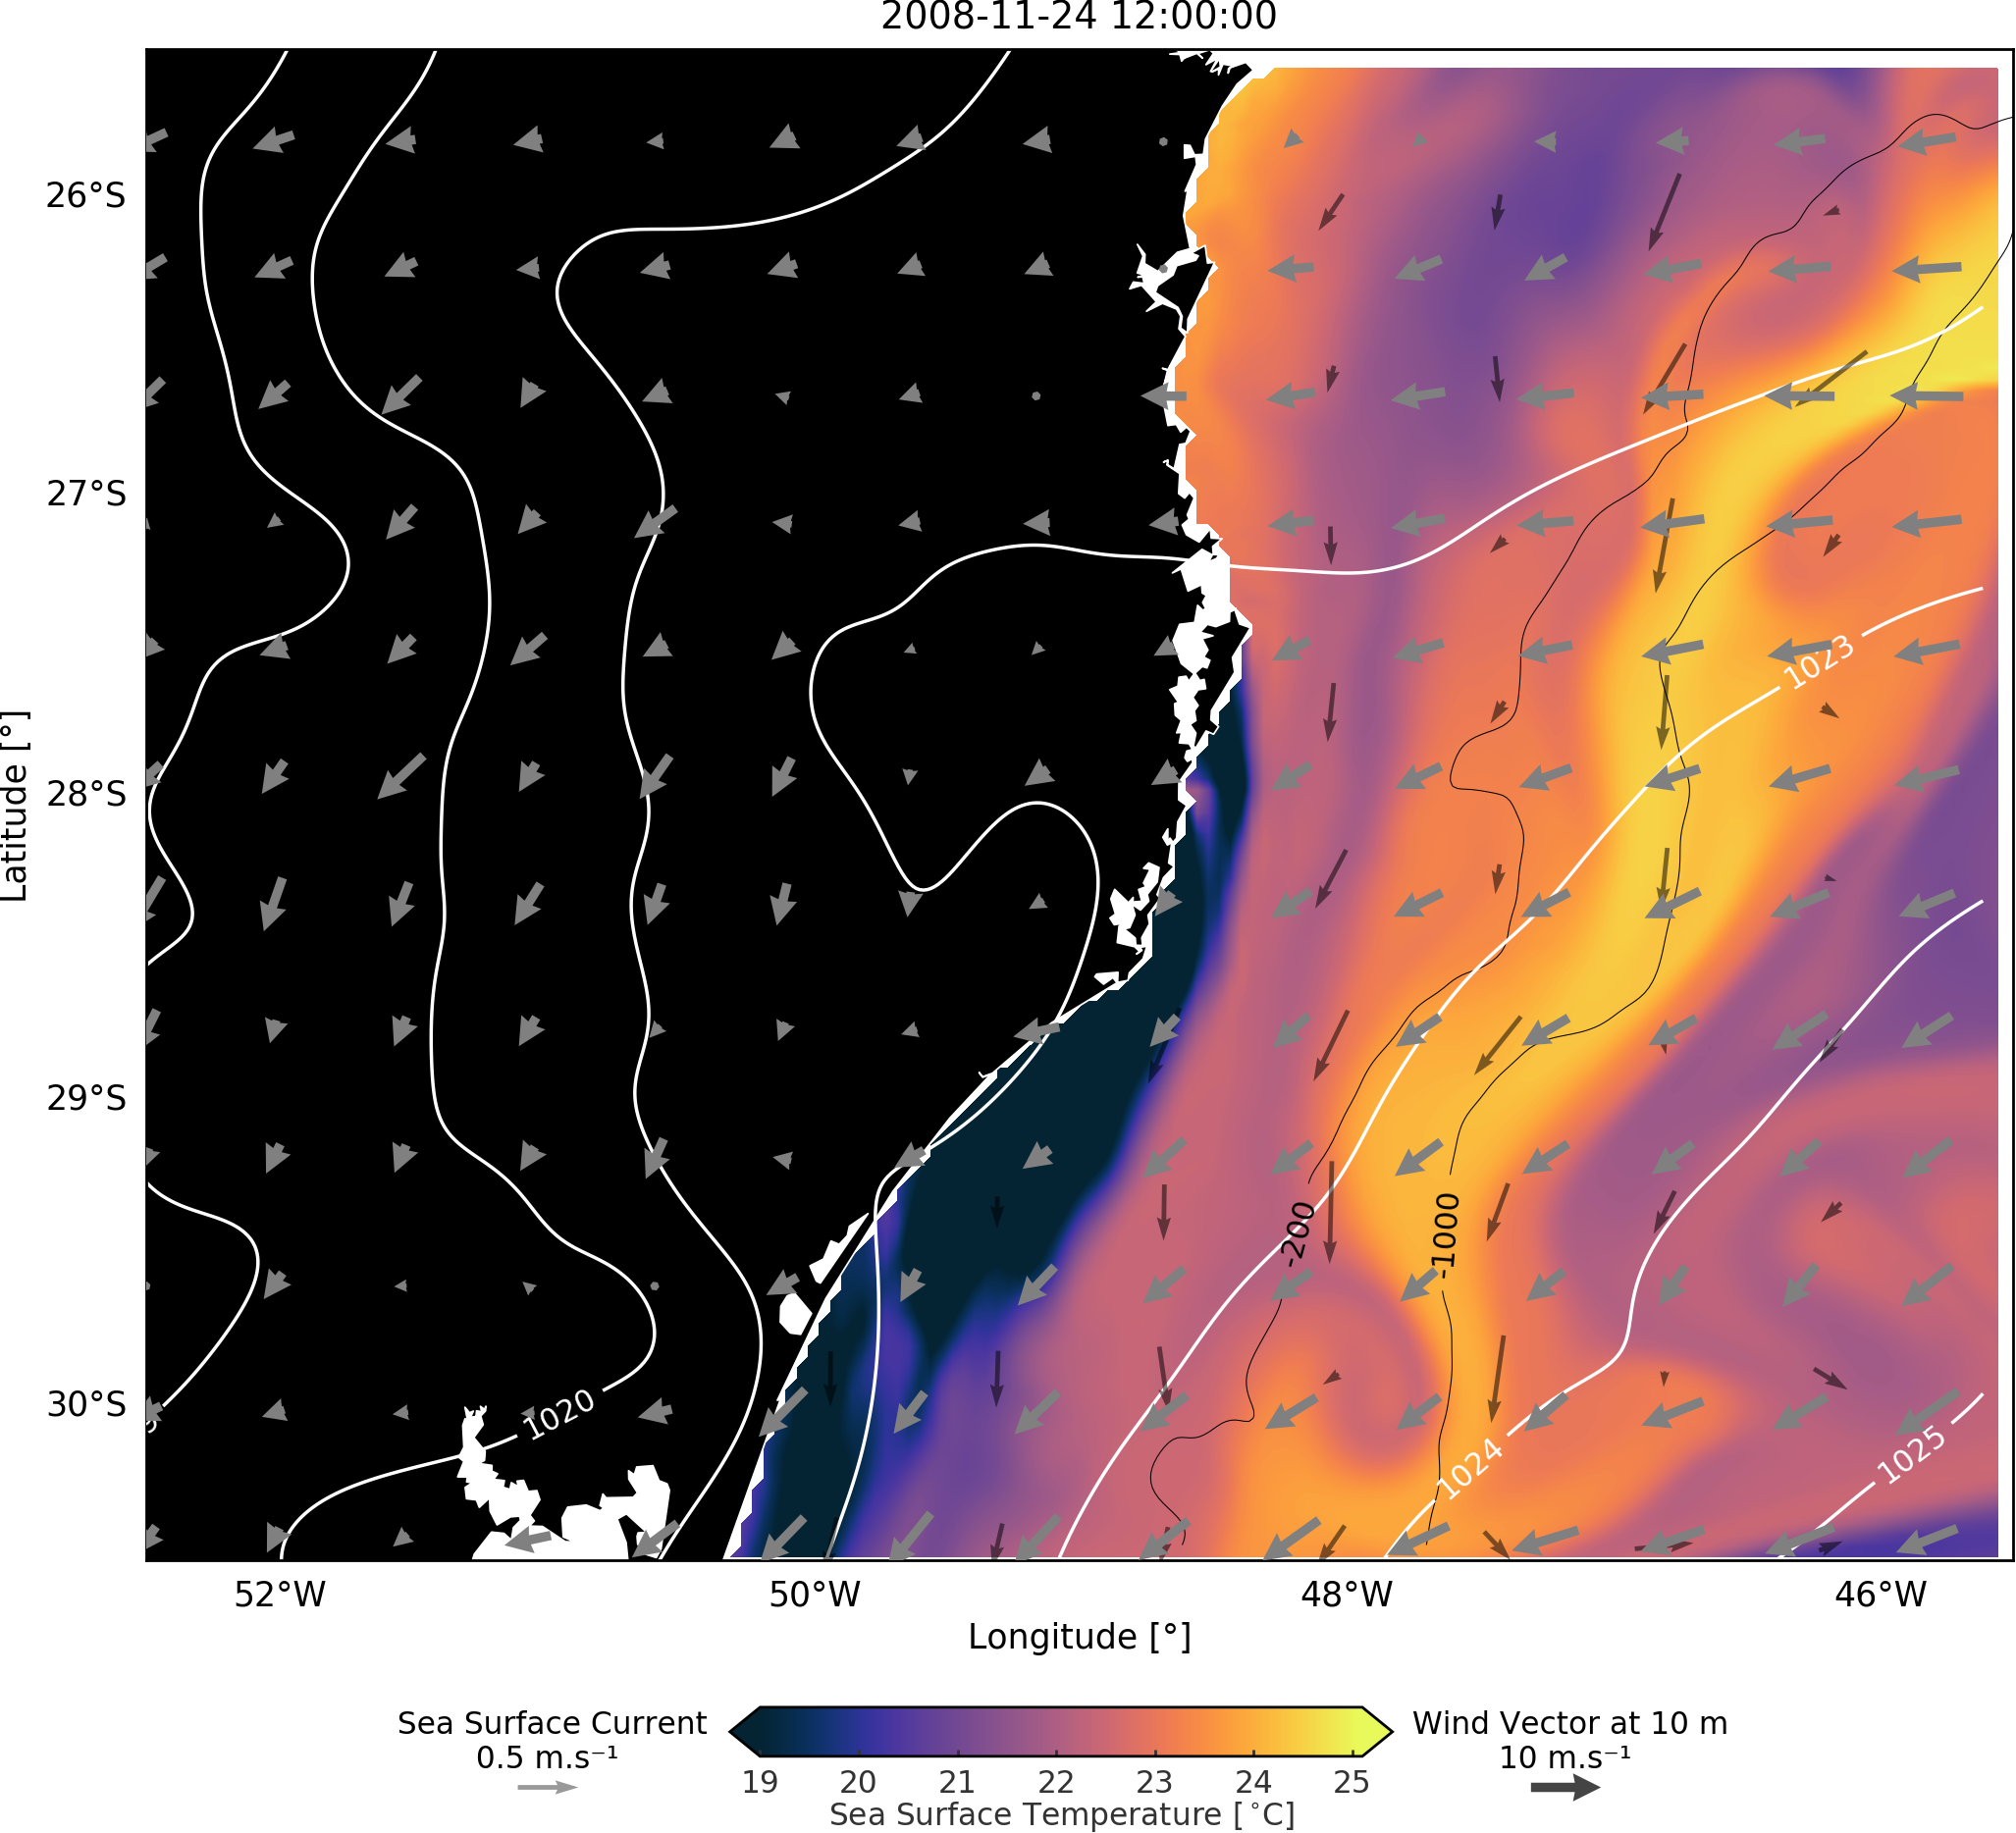 2008-11-24 12:00:00
26°S
27°S
28°S
29°S
30°S
Latitude [°]
1023
-200
-1000
1020
1024
1025
52°W
50°W
48°W
46°W
Longitude [°]
Sea Surface Current
0.5 m.s⁻¹
19 20 21 22 23 24 25
Sea Surface Temperature [°C]
Wind Vector at 10 m
10 m.s⁻¹